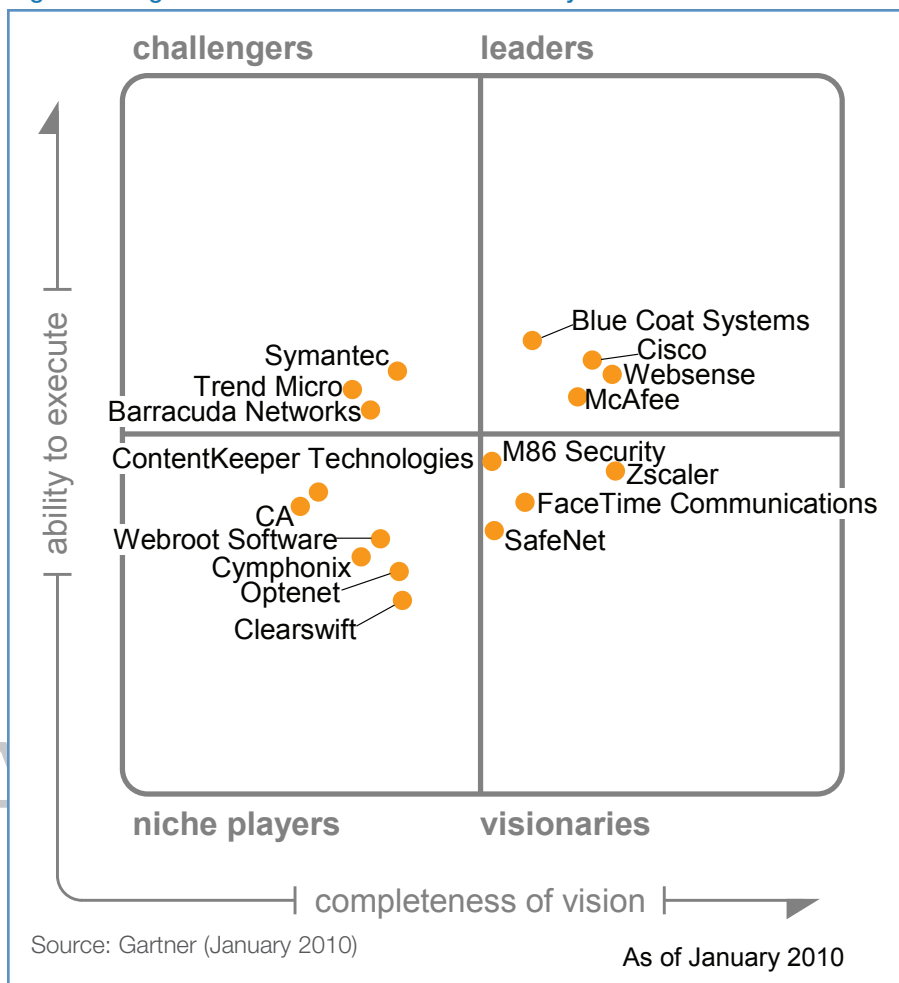 challengers
leaders
ability to execute
Blue Coat Systems
Cisco
Symantec
Websense
Trend Micro
McAfee
Barracuda Networks
M86 Security
ContentKeeper Technologies
Zscaler
FaceTime Communications
CA
SafeNet
Webroot Software
Cymphonix
Optenet
Clearswift
niche players
visionaries
completeness of vision
Source: Gartner (January 2010)
As of January 2010